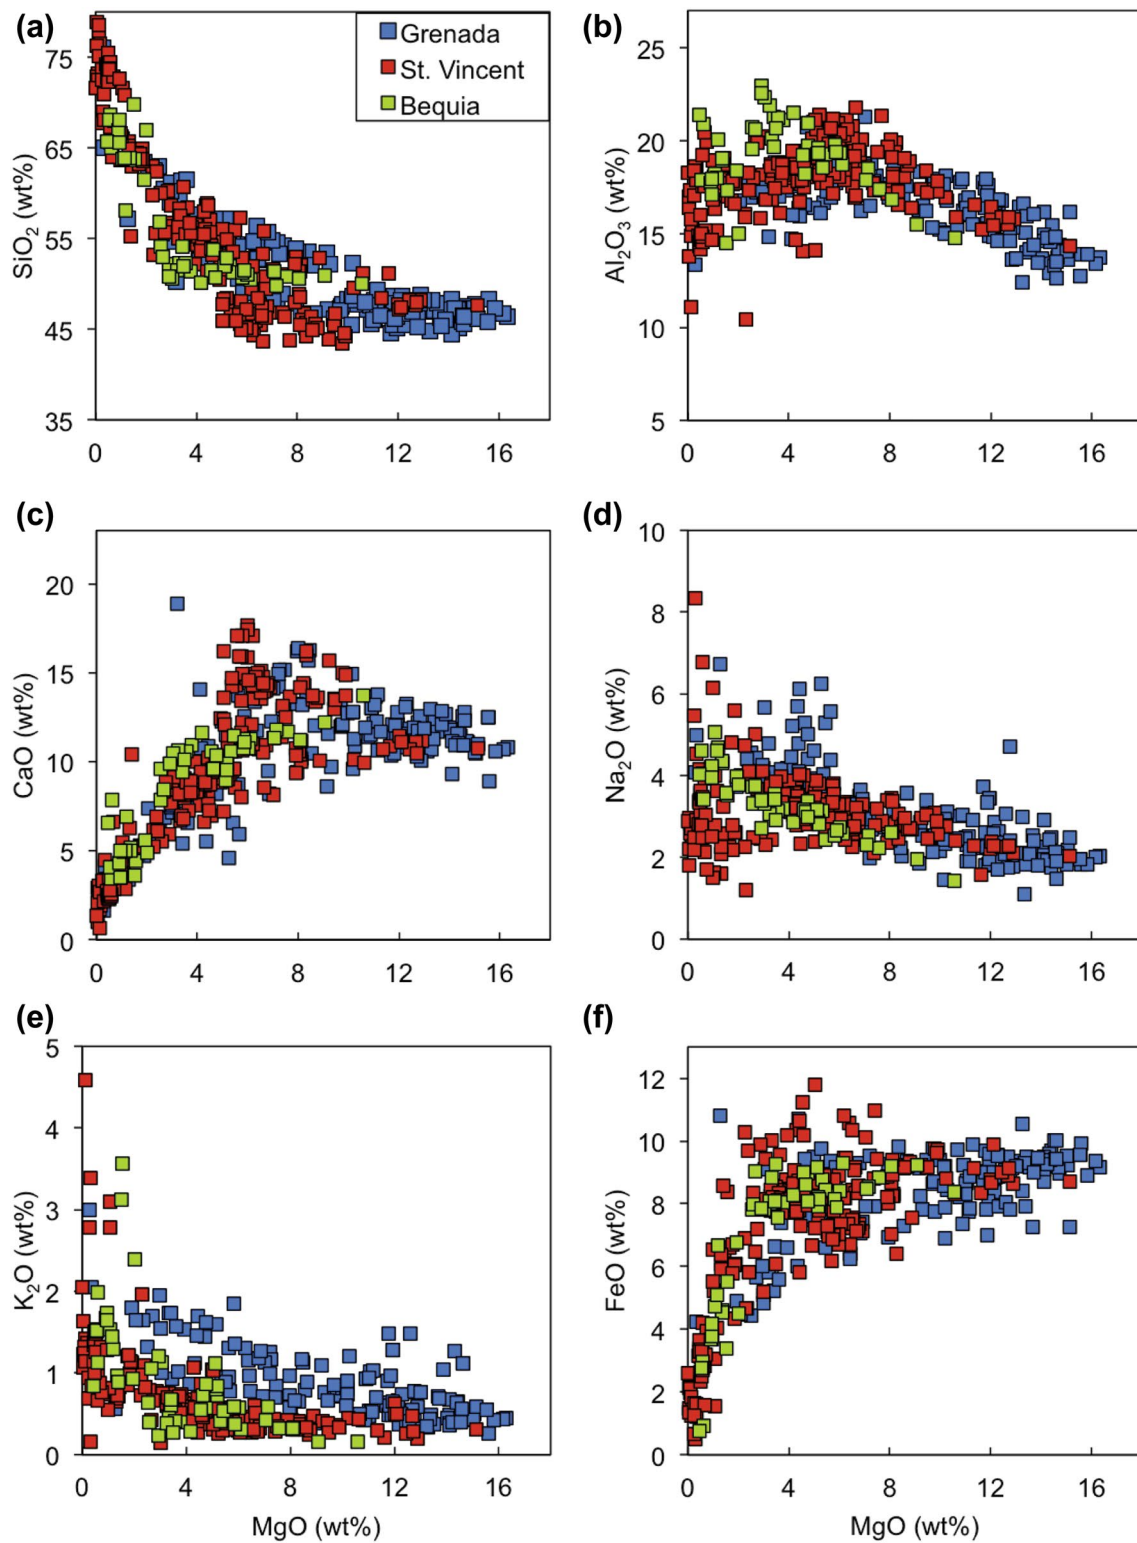 (a)
SiO2 (wt%)
75
65
55
45
35
0 4 8 12 16
Grenada
St. Vincent
Bequia
(b)
Al2O3 (wt%)
25
20
15
10
5
0 4 8 12 16
(c)
CaO (wt%)
20
15
10
5
0
0 4 8 12 16
(d)
Na2O (wt%)
10
8
6
4
2
0
0 4 8 12 16
(e)
K2O (wt%)
5
4
3
2
1
0
0 4 8 12 16
MgO (wt%)
(f)
FeO (wt%)
12
10
8
6
4
2
0
0 4 8 12 16
MgO (wt%)